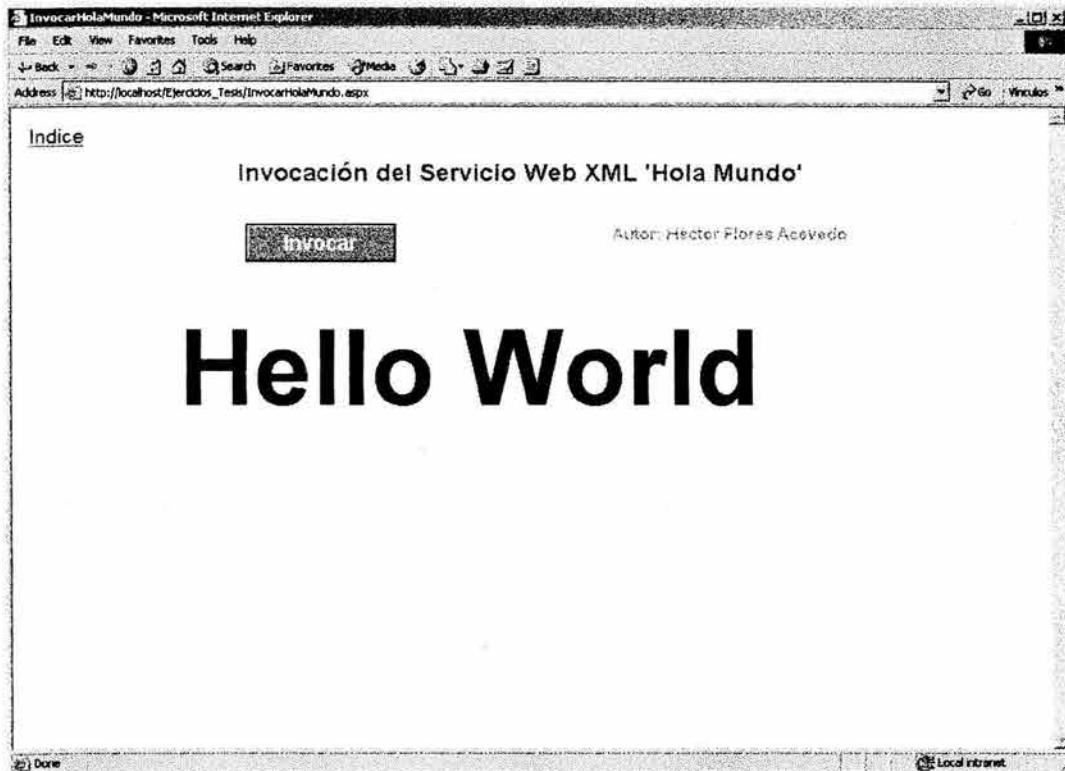 InvocarHolaMundo - Microsoft Internet Explorer
File Edit View Favorites Tools Help
Back Search Favorites Media
Address http://localhost/Ejercicios_Tesis/InvocarHolaMundo.aspx Go Vinculos
Indice
Invocación del Servicio Web XML 'Hola Mundo'
Invocar Autor: Hector Flores Acevedo
Hello World
Done Local intranet